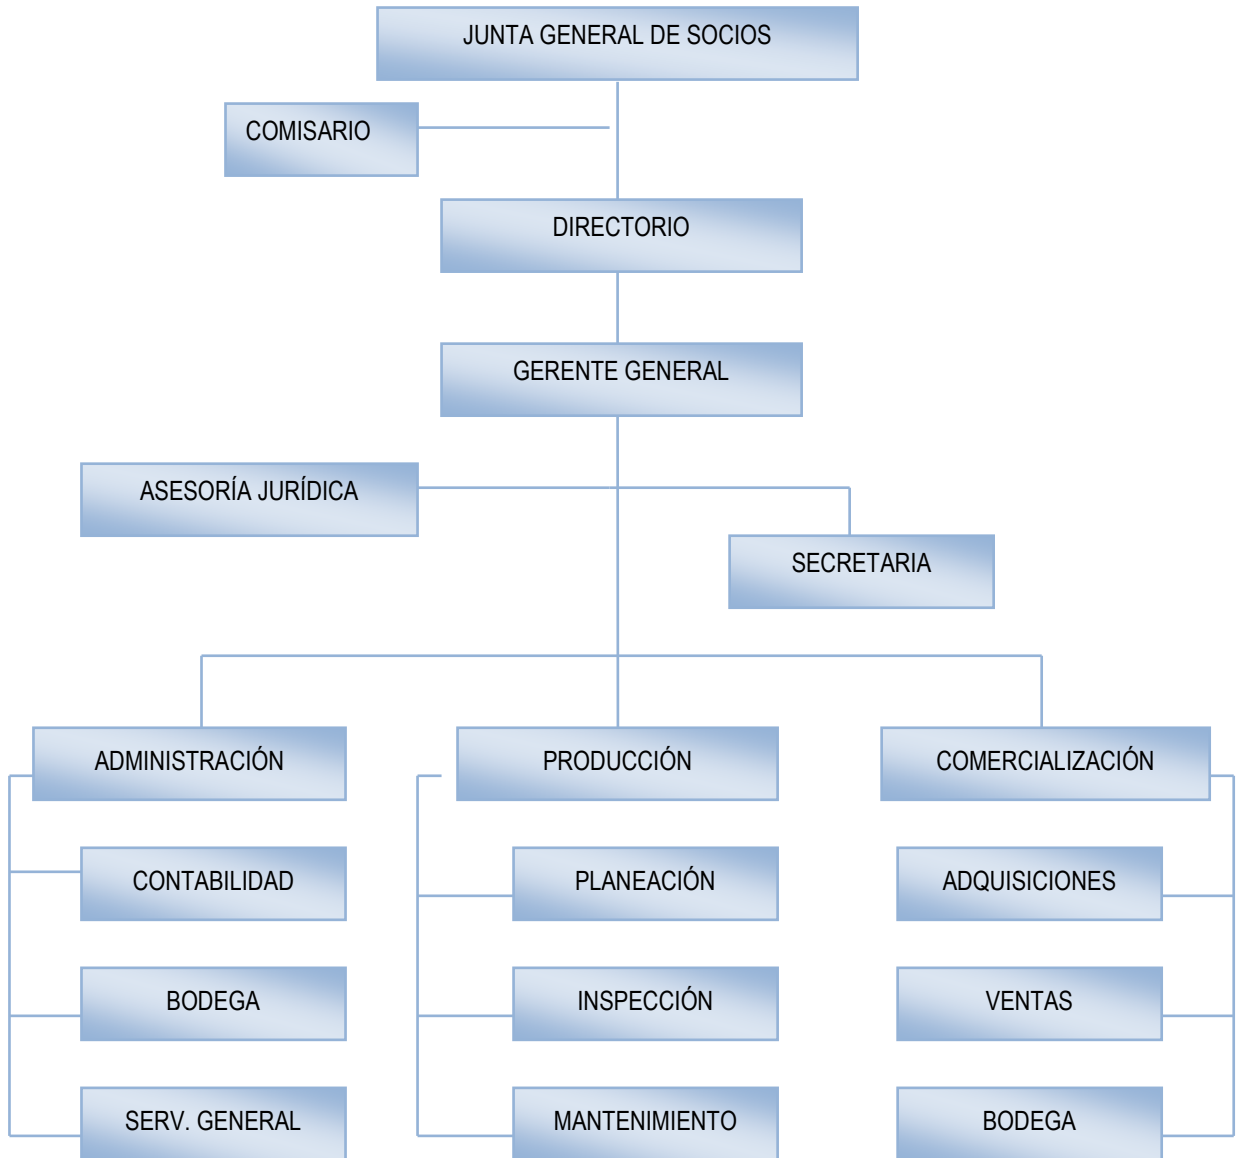 JUNTA GENERAL DE SOCIOS
COMISARIO
DIRECTORIO
GERENTE GENERAL
ASESORÍA JURÍDICA
SECRETARIA
ADMINISTRACIÓN
PRODUCCIÓN
COMERCIALIZACIÓN
CONTABILIDAD
PLANEACIÓN
ADQUISICIONES
BODEGA
INSPECCIÓN
VENTAS
SERV. GENERAL
MANTENIMIENTO
BODEGA